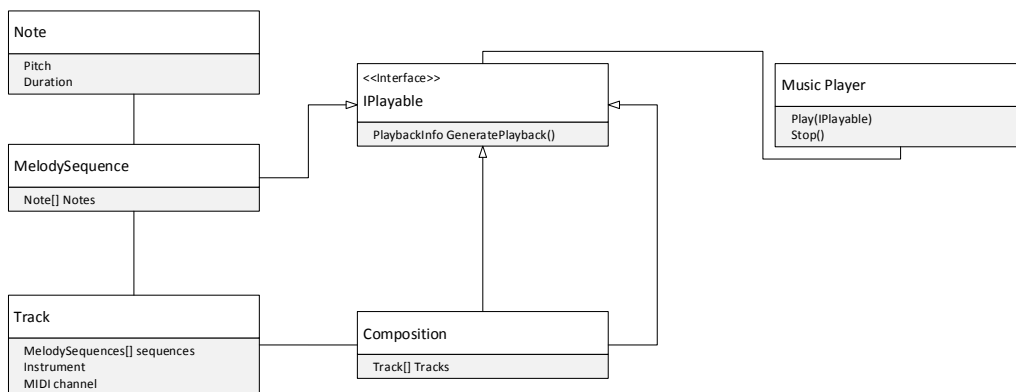 Note
Pitch
Duration
<<Interface>>
IPlayable
PlaybackInfo GeneratePlayback()
Music Player
Play(IPlayable)
Stop()
MelodySequence
Note[] Notes
Track
MelodySequences[] sequences
Instrument
MIDI channel
Composition
Track[] Tracks